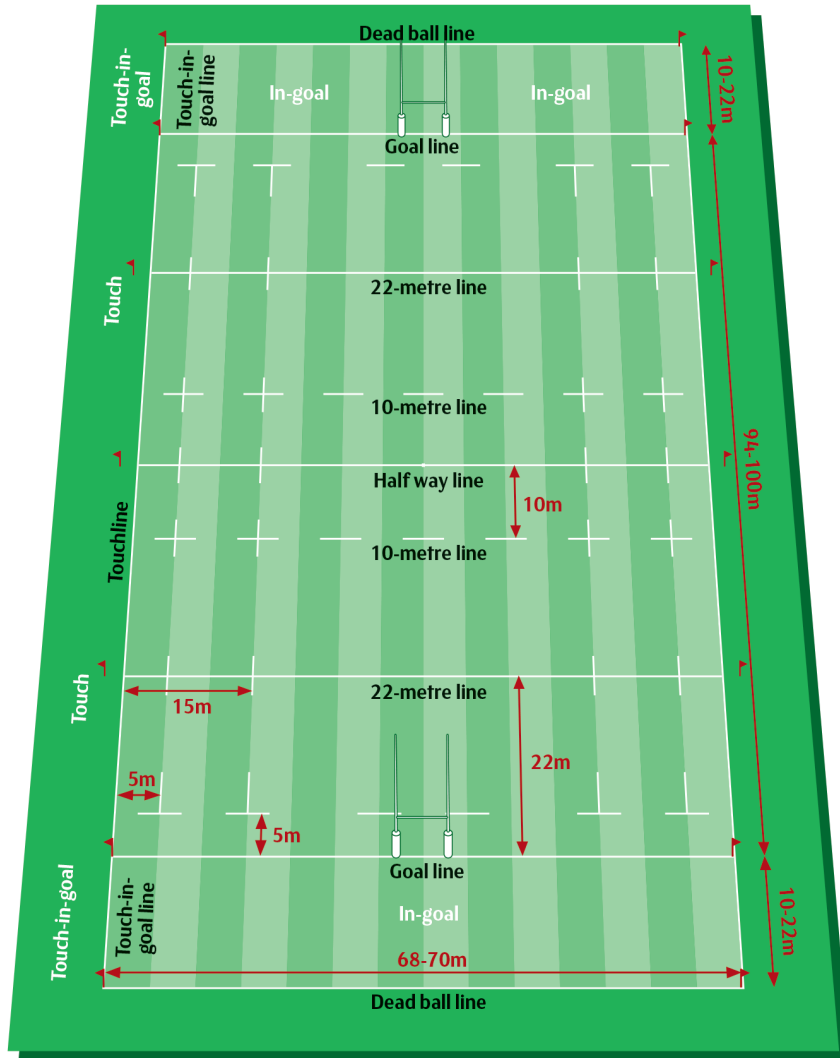 Dead ball line
Touch-in-
goal
Touch-in-
goal line
In-goal
In-goal
10-22m
Goal line
22-metre line
Touch
10-metre line
94-100m
Half way line
10m
Touchline
10-metre line
22-metre line
Touch
15m
22m
5m
5m
Goal line
Touch-in-goal
Touch-in-
goal line
In-goal
10-22m
68-70m
Dead ball line